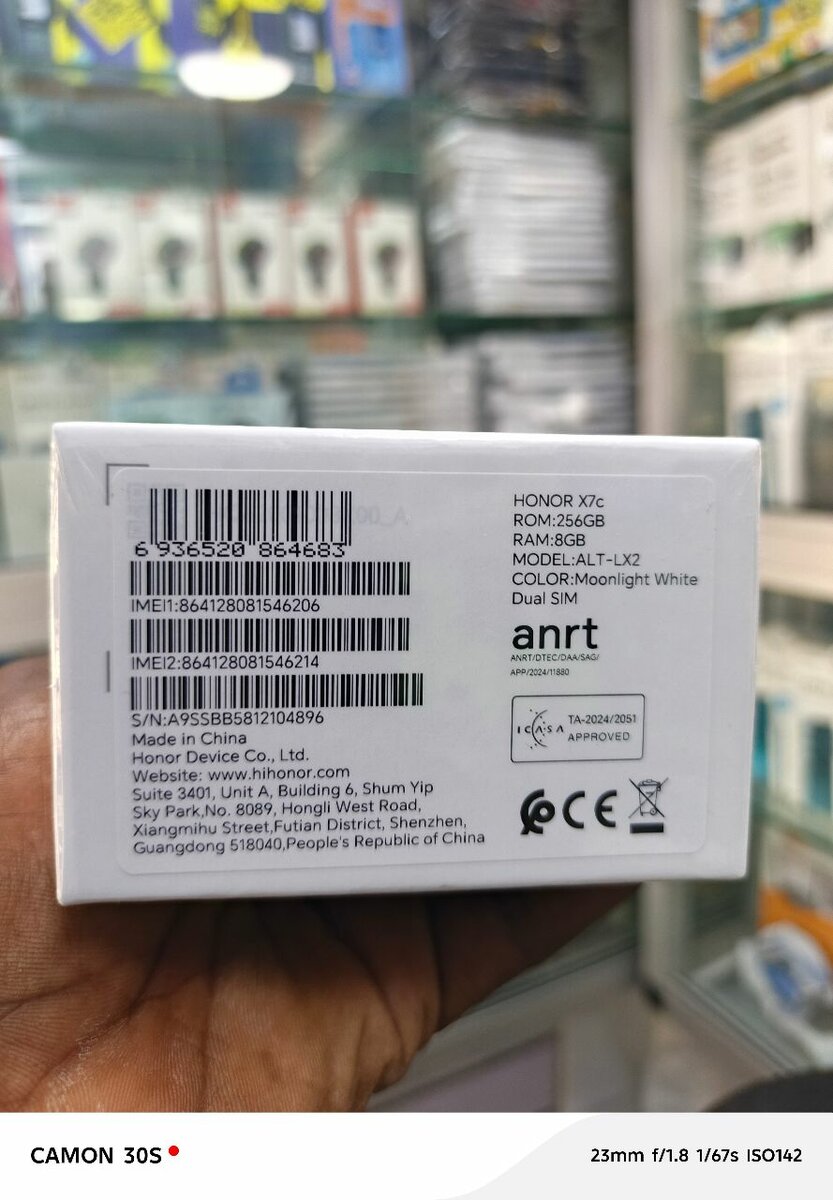 6 936520 864683
IMEI1:864128081546206
IMEI2:864128081546214
S/N:A9SSBB5812104896
Made in China
Honor Device Co., Ltd.
Website: www.hihonor.com
Suite 3401, Unit A, Building 6, Shum Yip
Sky Park,No. 8089, Hongli West Road,
Xiangmihu Street,Futian District, Shenzhen,
Guangdong 518040,People's Republic of China
HONOR X7c
ROM:256GB
RAM:8GB
MODEL:ALT-LX2
COLOR:Moonlight White
Dual SIM
anrt
ANRT/DTEC/DAA/SAG/
APP/2024/11880
ICASA TA-2024/2051
APPROVED
CE
CAMON 30S
23mm f/1.8 1/67s ISO142